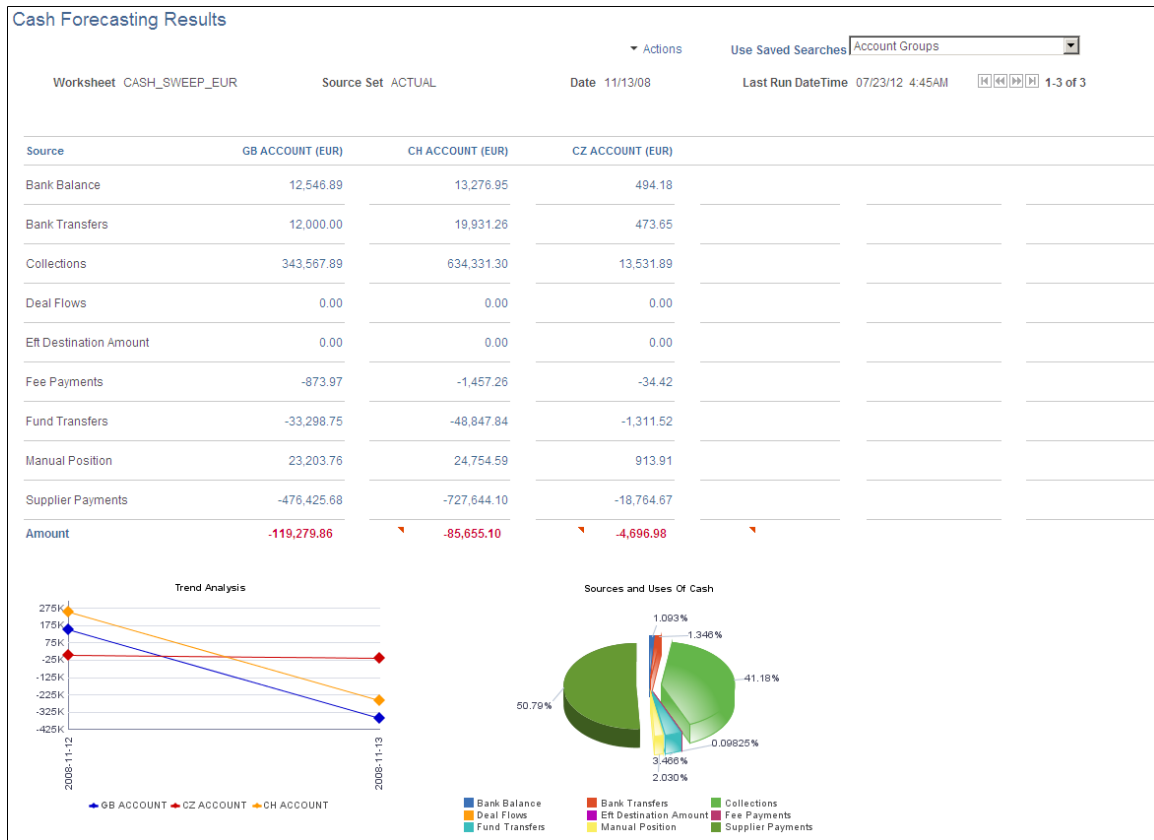 Cash Forecasting Results
Actions Use Saved Searches Account Groups
Worksheet CASH_SWEEP_EUR Source Set ACTUAL Date 11/13/08 Last Run DateTime 07/23/12 4:45AM 1-3 of 3
Source GB ACCOUNT (EUR) CH ACCOUNT (EUR) CZ ACCOUNT (EUR)
Bank Balance 12,546.89 13,276.95 494.18
Bank Transfers 12,000.00 19,931.26 473.65
Collections 343,567.89 634,331.30 13,531.89
Deal Flows 0.00 0.00 0.00
Eft Destination Amount 0.00 0.00 0.00
Fee Payments -873.97 -1,457.26 -34.42
Fund Transfers -33,298.75 -48,847.84 -1,311.52
Manual Position 23,203.76 24,754.59 913.91
Supplier Payments -476,425.68 -727,644.10 -18,764.67
Amount -119,279.86 -85,655.10 -4,696.98
Trend Analysis
275K
175K
75K
-25K
-125K
-225K
-325K
-425K
2008-11-12
2008-11-13
GB ACCOUNT CZ ACCOUNT CH ACCOUNT
Sources and Uses Of Cash
1.093%
1.346%
41.18%
50.79%
0.09825%
3.466%
2.030%
Bank Balance Bank Transfers Collections
Deal Flows Eft Destination Amount Fee Payments
Fund Transfers Manual Position Supplier Payments